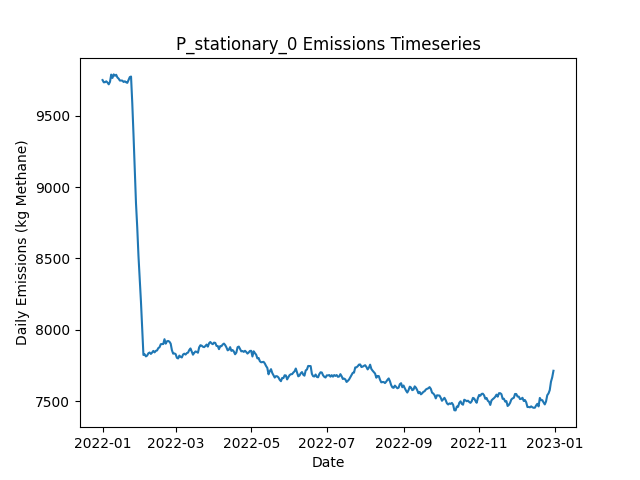 P_stationary_0 Emissions Timeseries
Daily Emissions (kg Methane)
9500
9000
8500
8000
7500
2022-01 2022-03 2022-05 2022-07 2022-09 2022-11 2023-01
Date